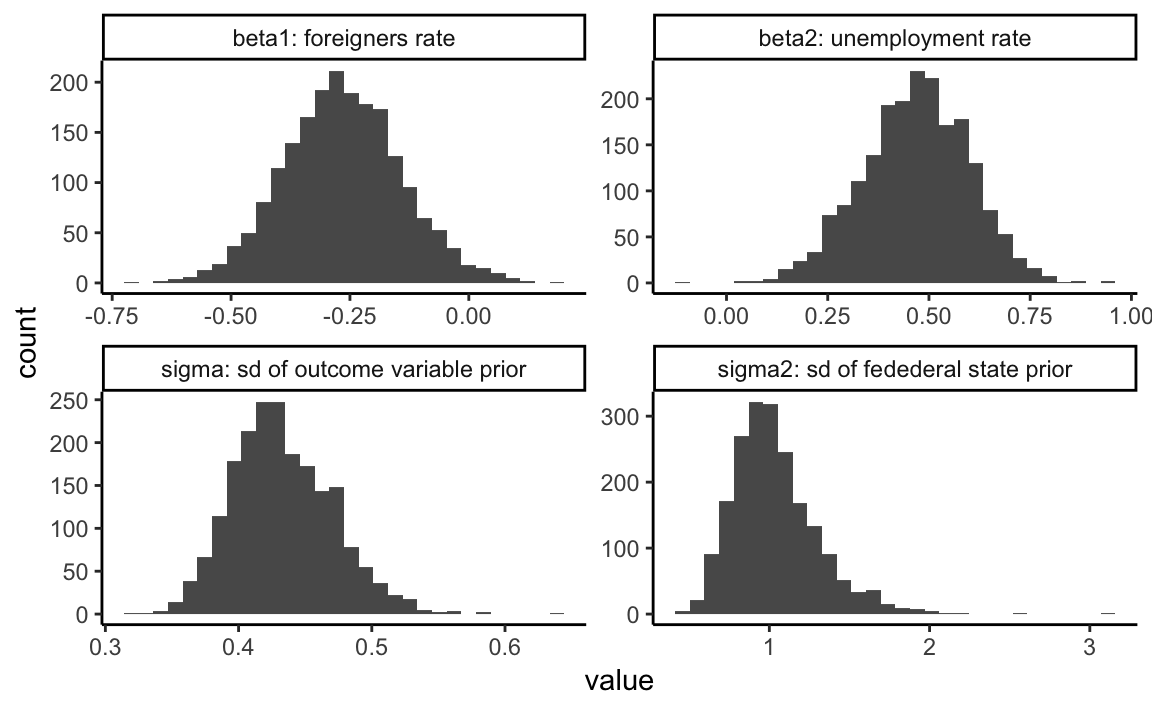 beta1: foreigners rate
beta2: unemployment rate
200
150
100
50
0
-0.75 -0.50 -0.25 0.00
200
150
100
50
0
0.00 0.25 0.50 0.75 1.00
count
sigma: sd of outcome variable prior
sigma2: sd of fedederal state prior
250
200
150
100
50
0
0.3 0.4 0.5 0.6
300
200
100
0
1 2 3
value